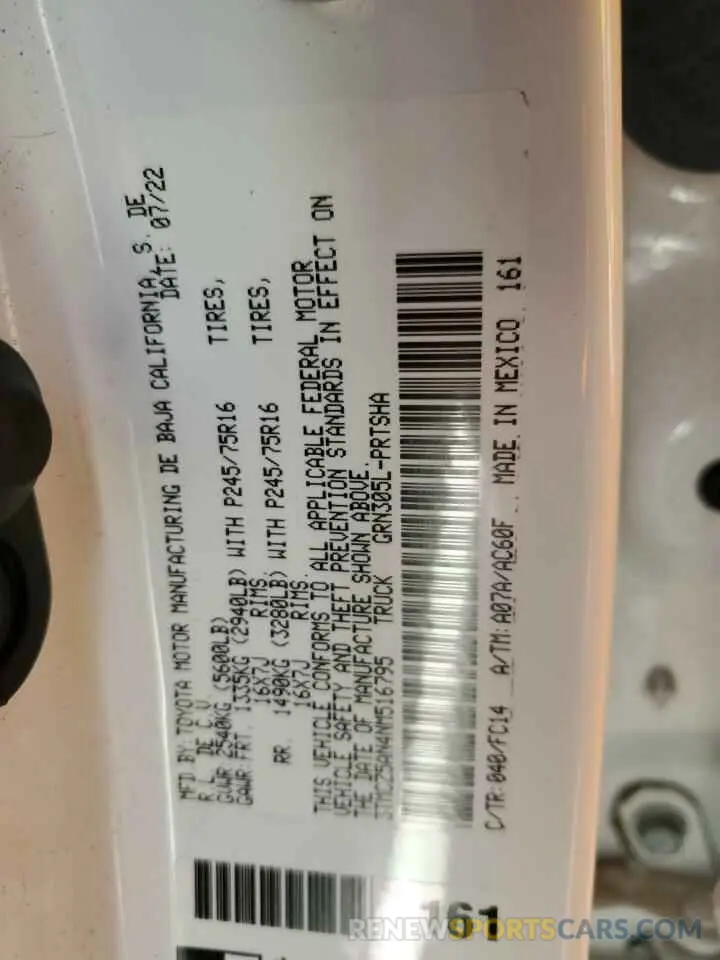 MFD BY: TOYOTA MOTOR MANUFACTURING DE BAJA CALIFORNIA, S. DE
R. L. DE C.V DATE: 07/22
GVWR 2540KG (5600LB)
GAWR: FRT. 1335KG (2940LB) WITH P245/75R16 TIRES,
16X7J RIMS,
RR. 1490KG (3280LB) WITH P245/75R16 TIRES,
16X7J RIMS.
THIS VEHICLE CONFORMS TO ALL APPLICABLE FEDERAL MOTOR
VEHICLE SAFETY AND THEFT PREVENTION STANDARDS IN EFFECT ON
THE DATE OF MANUFACTURE SHOWN ABOVE.
3TMCZ5AN4NM516795 TRUCK GRN305L-PRTSHA
C/TR: 040/FC14 A/TM: A07A/AC60F MADE IN MEXICO 161
161
RENEWSPORTCARS.COM